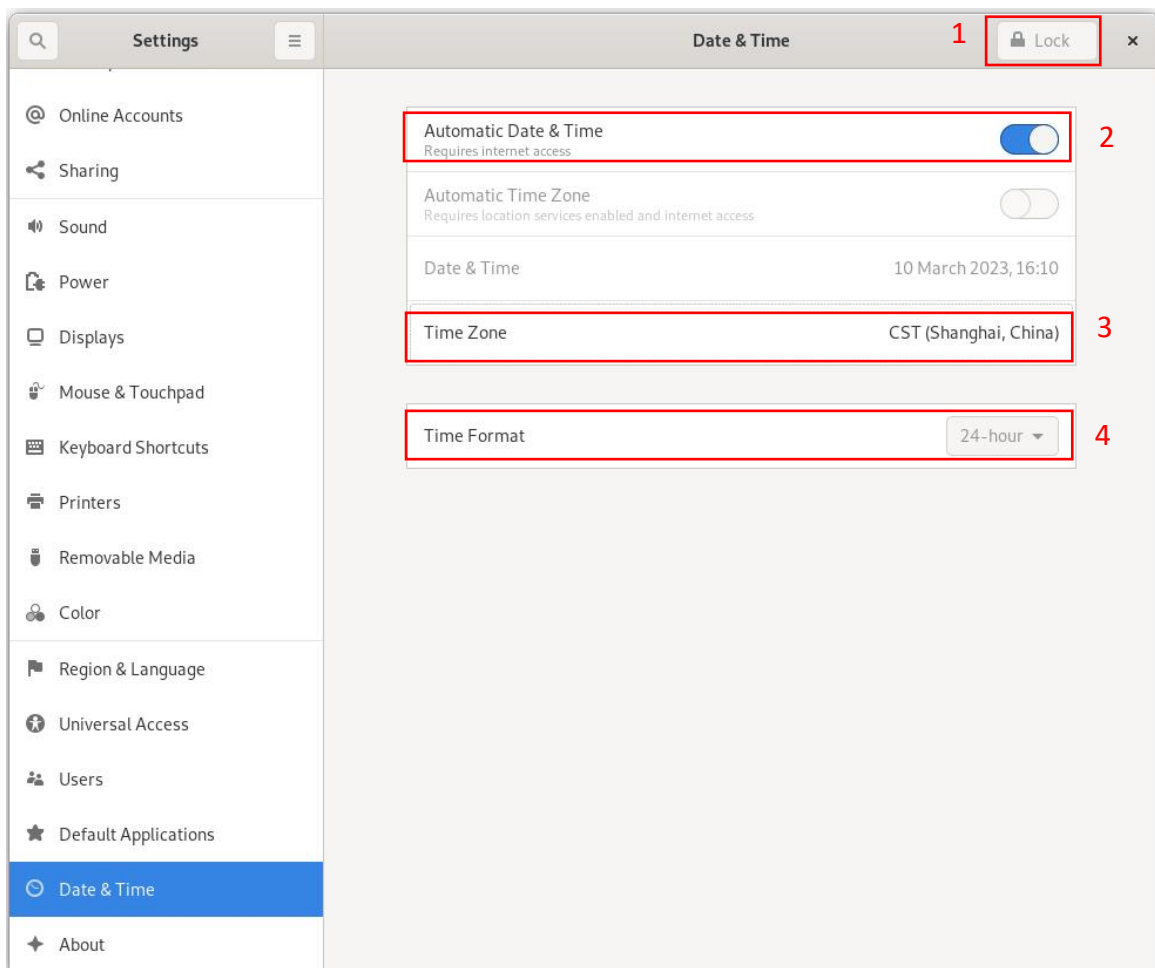 Settings
Date & Time
1
Lock
Online Accounts
Sharing
Sound
Power
Displays
Mouse & Touchpad
Keyboard Shortcuts
Printers
Removable Media
Color
Region & Language
Universal Access
Users
Default Applications
Date & Time
About
Automatic Date & Time
Requires internet access
2
Automatic Time Zone
Requires location services enabled and internet access
Date & Time 10 March 2023, 16:10
Time Zone CST (Shanghai, China)
3
Time Format 24-hour
4